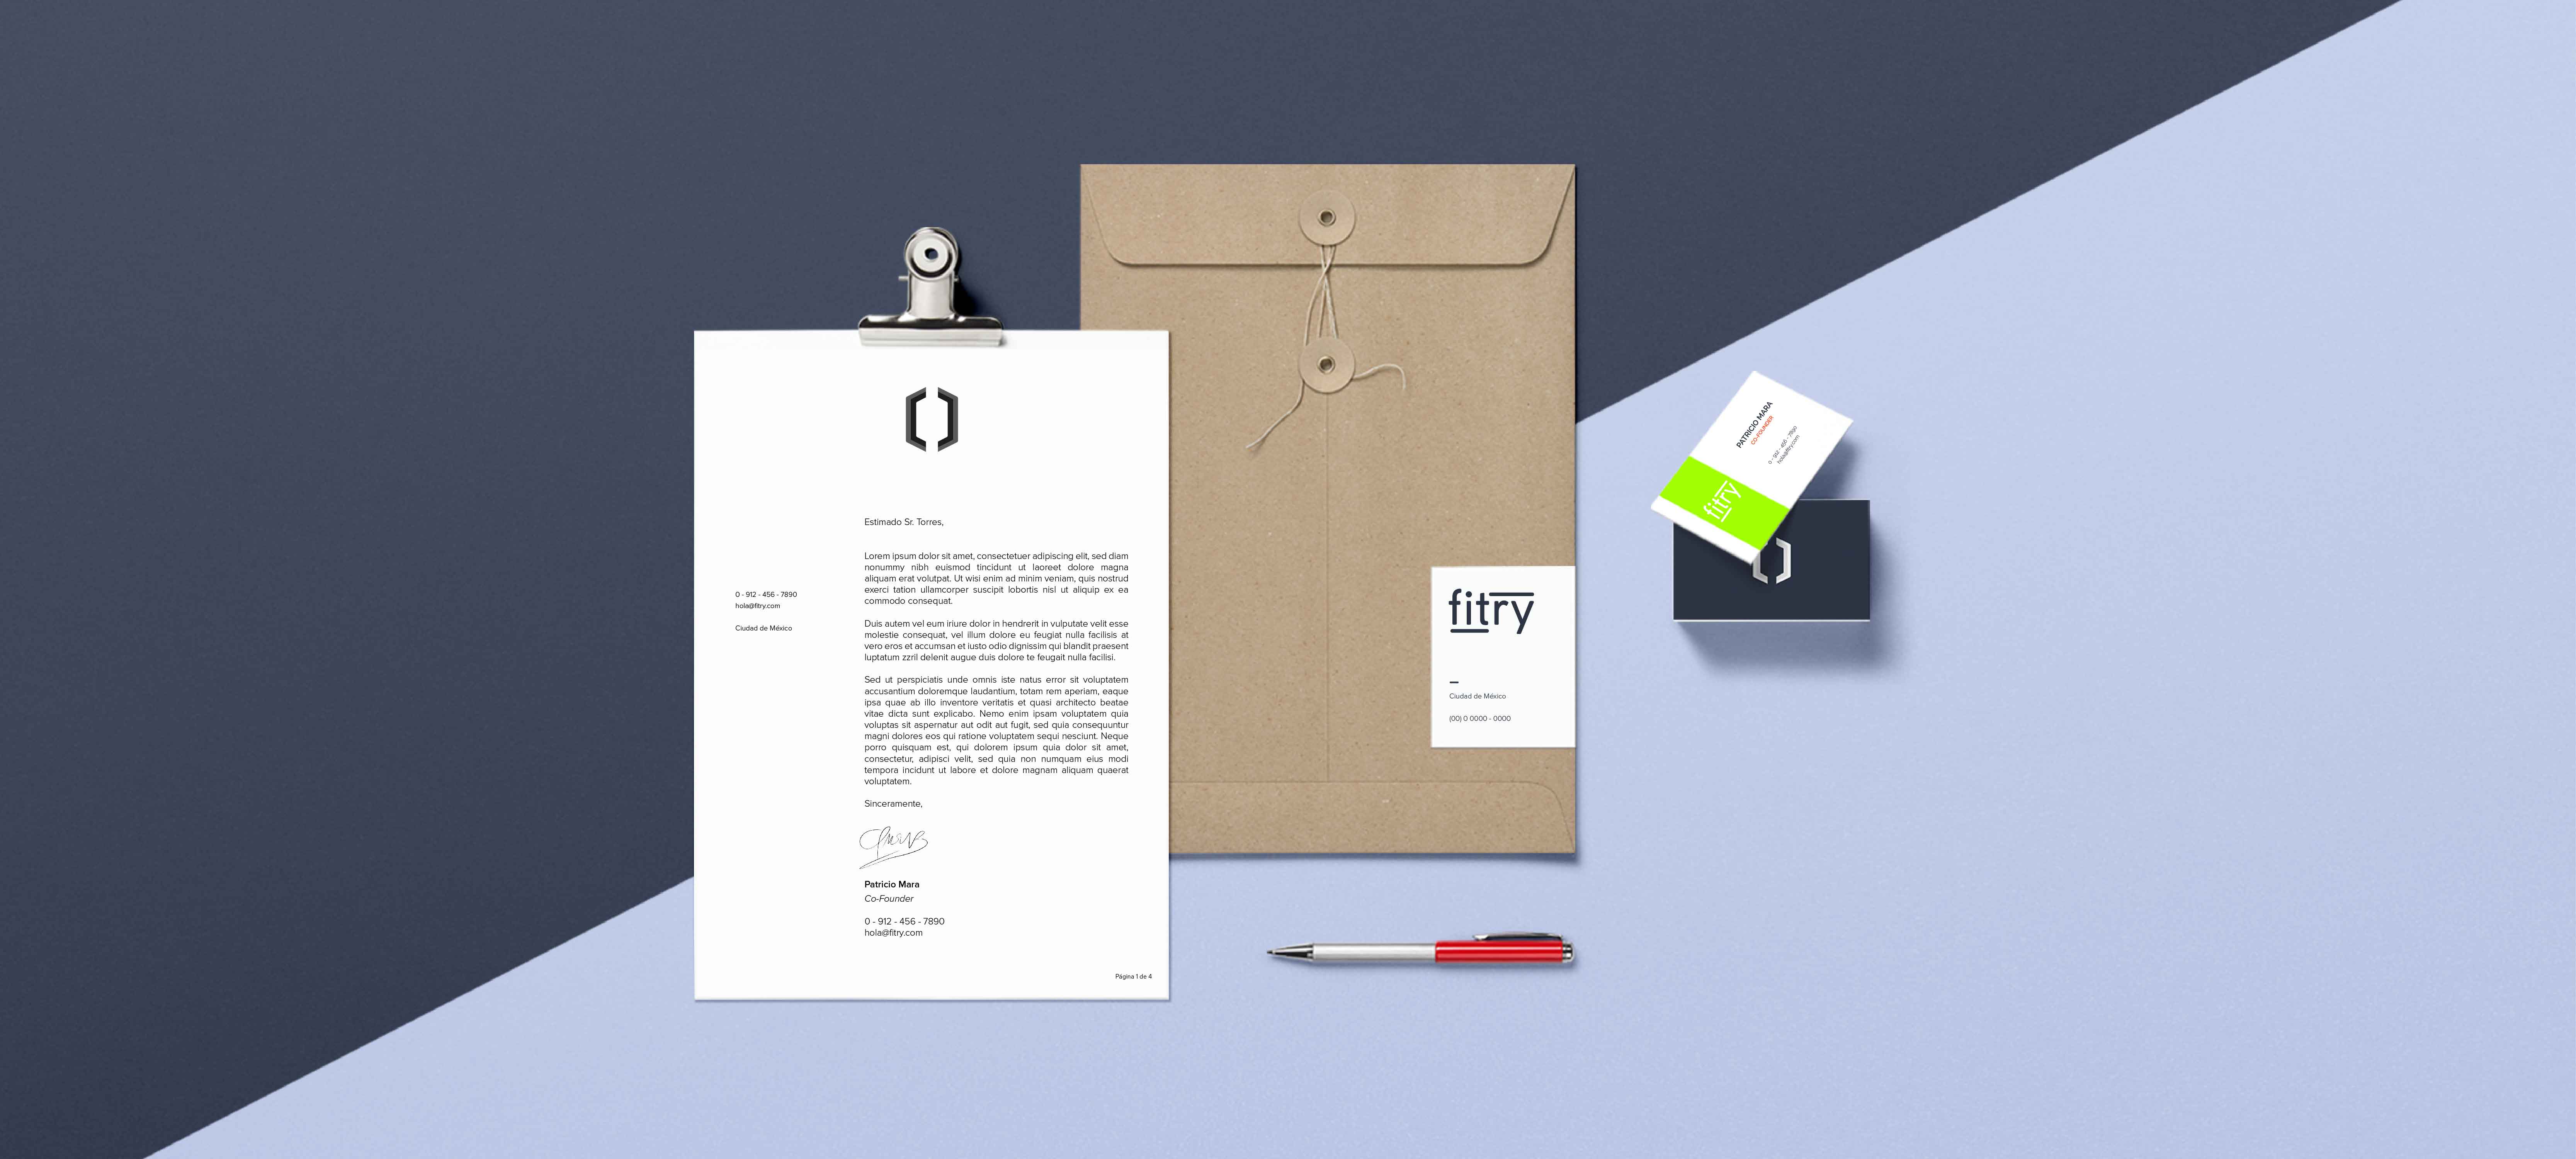 Estimado Sr. Torres,
Lorem ipsum dolor sit amet, consectetuer adipiscing elit, sed diam
nonummy nibh euismod tincidunt ut laoreet dolore magna
aliquam erat volutpat. Ut wisi enim ad minim veniam, quis nostrud
exerci tation ullamcorper suscipit lobortis nisl ut aliquip ex ea
commodo consequat.
Duis autem vel eum iriure dolor in hendrerit in vulputate velit esse
molestie consequat, vel illum dolore eu feugiat nulla facilisis at
vero eros et accumsan et iusto odio dignissim qui blandit praesent
luptatum zzril delenit augue duis dolore te feugait nulla facilisi.
Sed ut perspiciatis unde omnis iste natus error sit voluptatem
accusantium doloremque laudantium, totam rem aperiam, eaque
ipsa quae ab illo inventore veritatis et quasi architecto beatae
vitae dicta sunt explicabo. Nemo enim ipsam voluptatem quia
voluptas sit aspernatur aut odit aut fugit, sed quia consequuntur
magni dolores eos qui ratione voluptatem sequi nesciunt. Neque
porro quisquam est, qui dolorem ipsum quia dolor sit amet,
consectetur, adipisci velit, sed quia non numquam eius modi
tempora incidunt ut labore et dolore magnam aliquam quaerat
voluptatem.
Sinceramente,
Patricio Mara
Co-Founder
0 - 912 - 456 - 7890
hola@fitry.com
Página 1 de 4
0 - 912 - 456 - 7890
hola@fitry.com
Ciudad de México
fitry
Ciudad de México
(00) 0 0000 - 0000
PATRICIO MARA
CO-FOUNDER
0 - 912 - 456 - 7890
hola@fitry.com
fitry